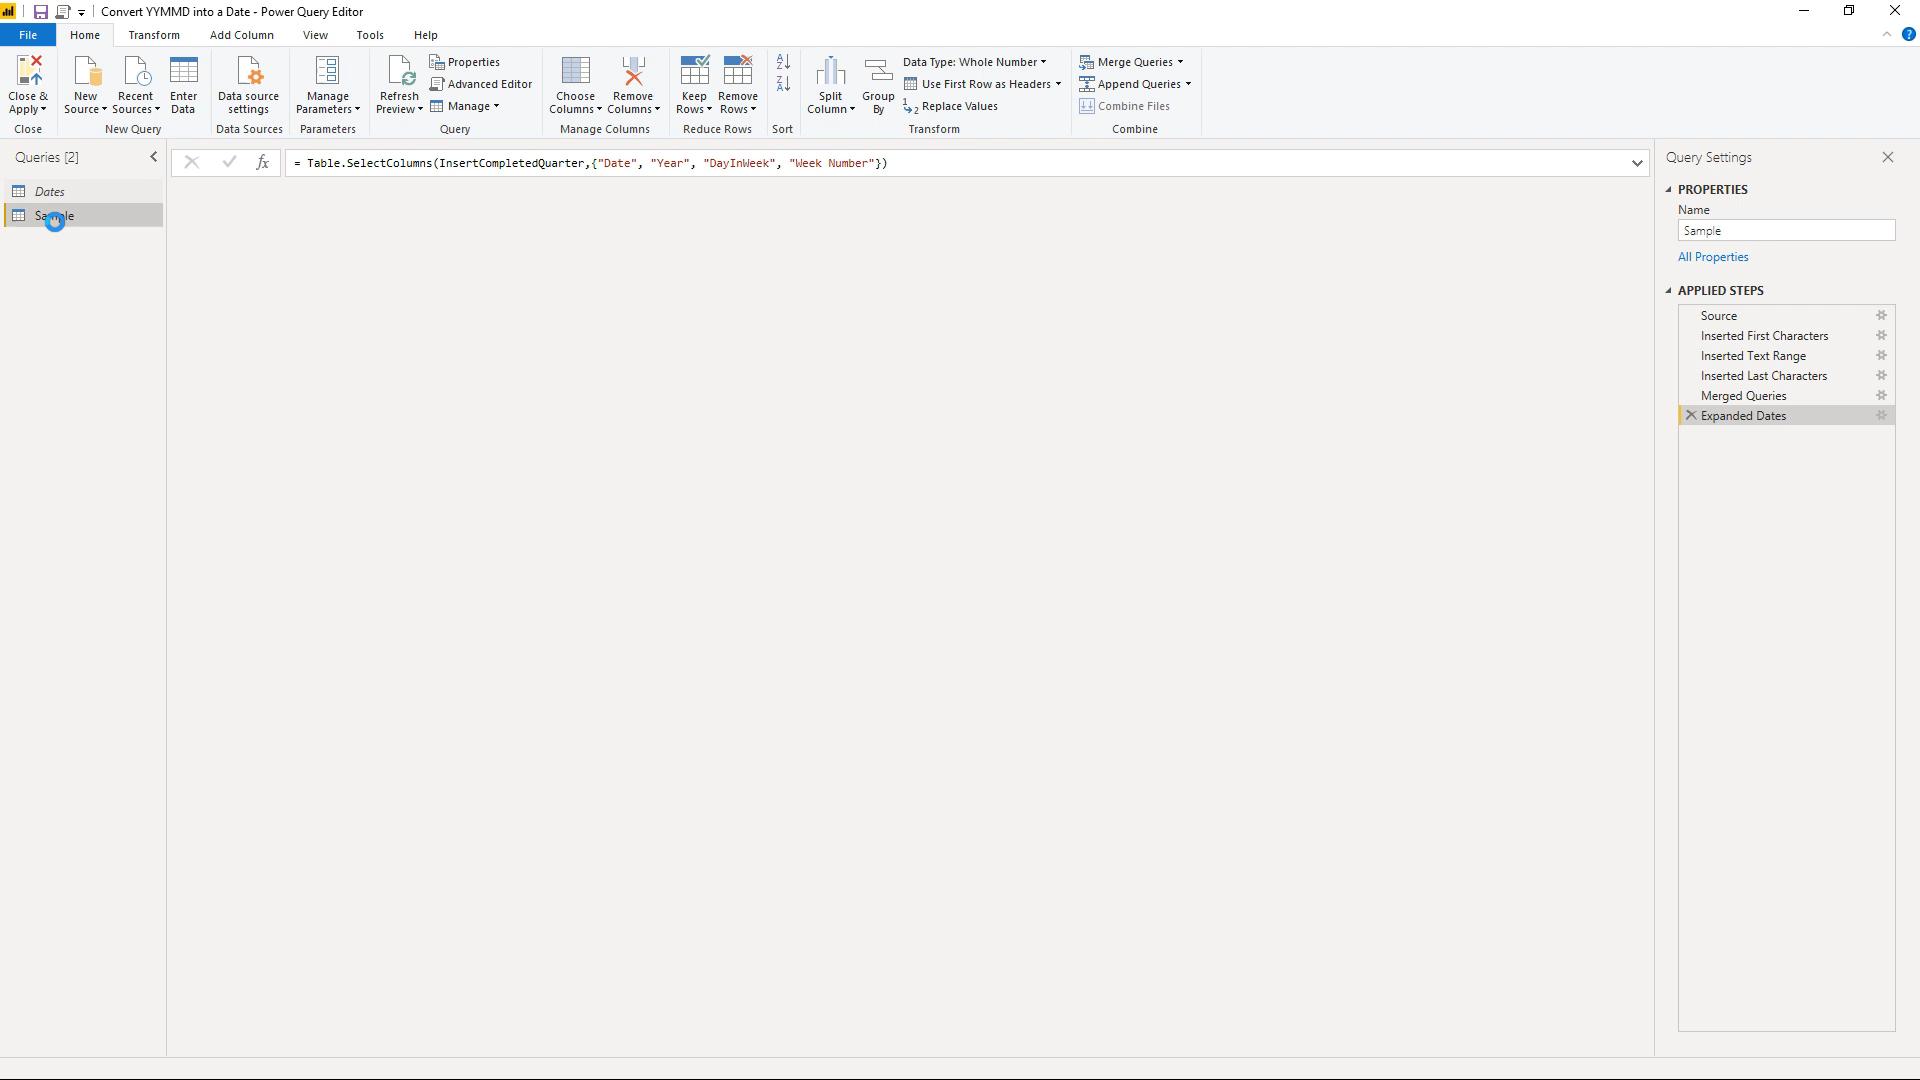 Convert YYMMD into a Date - Power Query Editor
File Home Transform Add Column View Tools Help
Close & Apply
New Source
Recent Sources
Enter Data
Data source settings
Manage Parameters
Refresh Preview
Properties
Advanced Editor
Manage
Choose Columns
Remove Columns
Keep Rows
Remove Rows
Split Column
Group By
Data Type: Whole Number
Use First Row as Headers
Replace Values
Merge Queries
Append Queries
Combine Files
Close New Query Data Sources Parameters Query Manage Columns Reduce Rows Sort Transform Combine
Queries [2]
Dates
Sample
fx = Table.SelectColumns(InsertCompletedQuarter,{"Date", "Year", "DayInWeek", "Week Number"})
Query Settings
PROPERTIES
Name
Sample
All Properties
APPLIED STEPS
Source
Inserted First Characters
Inserted Text Range
Inserted Last Characters
Merged Queries
Expanded Dates